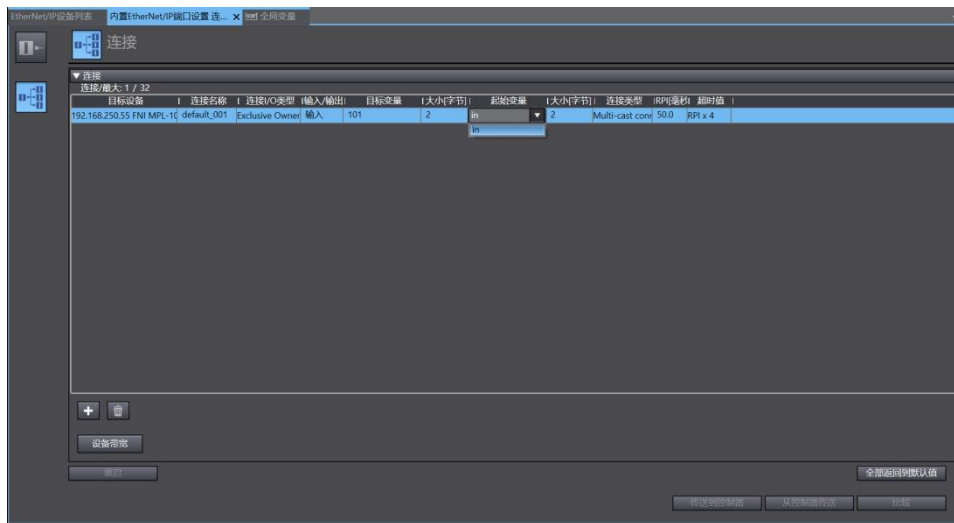 EtherNet/IP设备列表 内置EtherNet/IP端口设置 连... × 全局变量
连接
▼连接
连接/最大: 1 / 32
目标设备 连接名称 连接I/O类型 输入/输出 目标变量 大小[字节] 起始变量 大小[字节] 连接类型 RPI[毫秒] 超时值
192.168.250.55 FNI MPL-10 default_001 Exclusive Owner 输入 101 2 in ▼ 2 Multi-cast conn 50.0 RPI x 4
in
+
设备带宽
重启 全部返回到默认值
传送到控制器 从控制器传送 比较